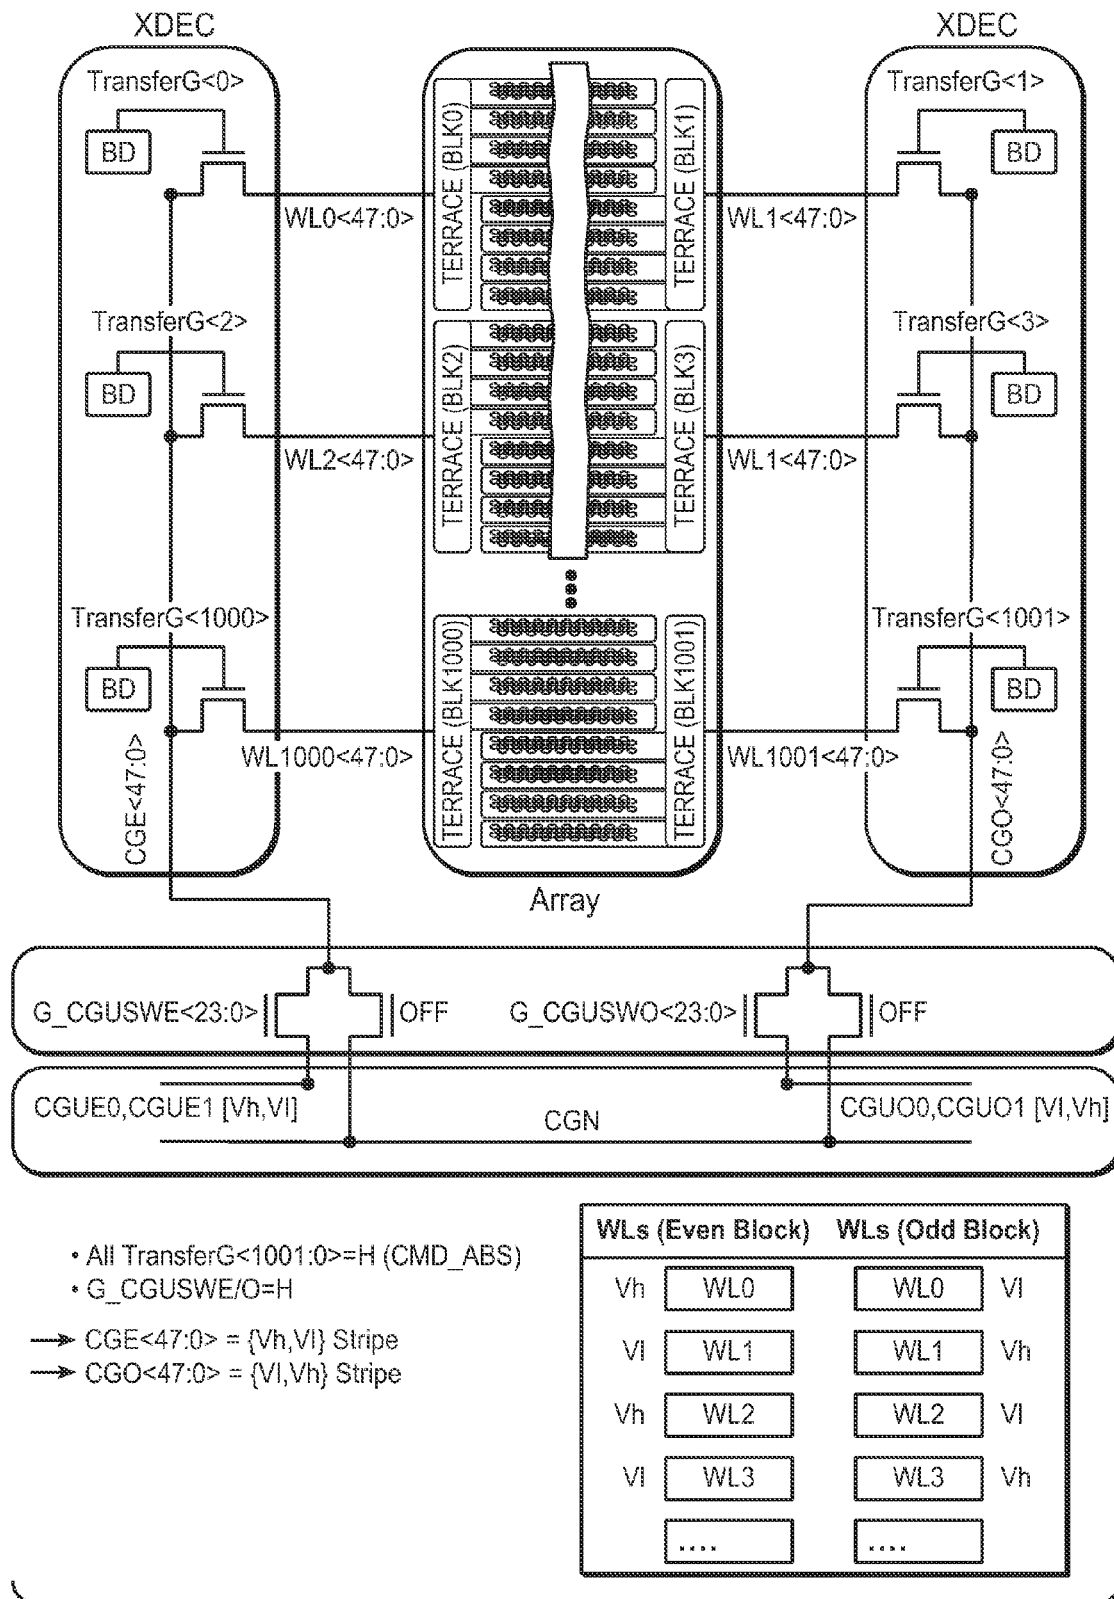 XDEC
XDEC
TransferG<0>
TransferG<1>
BD
BD
TERRACE (BLK0)
TERRACE (BLK1)
WL0<47:0>
WL1<47:0>
TransferG<2>
TransferG<3>
BD
BD
TERRACE (BLK2)
TERRACE (BLK3)
WL2<47:0>
WL1<47:0>
TransferG<1000>
TransferG<1001>
BD
BD
TERRACE (BLK1000)
TERRACE (BLK1001)
WL1000<47:0>
WL1001<47:0>
CGE<47:0>
CGO<47:0>
Array
G_CGUSWE<23:0>
OFF
G_CGUSWO<23:0>
OFF
CGUE0,CGUE1 [Vh,Vl]
CGN
CGUO0,CGUO1 [Vl,Vh]
• All TransferG<1001:0>=H (CMD_ABS)
• G_CGUSWE/O=H
→ CGE<47:0> = {Vh,Vl} Stripe
→ CGO<47:0> = {Vl,Vh} Stripe
WLs (Even Block) WLs (Odd Block)
Vh WL0 WL0 Vl
Vl WL1 WL1 Vh
Vh WL2 WL2 Vl
Vl WL3 WL3 Vh
.... ....